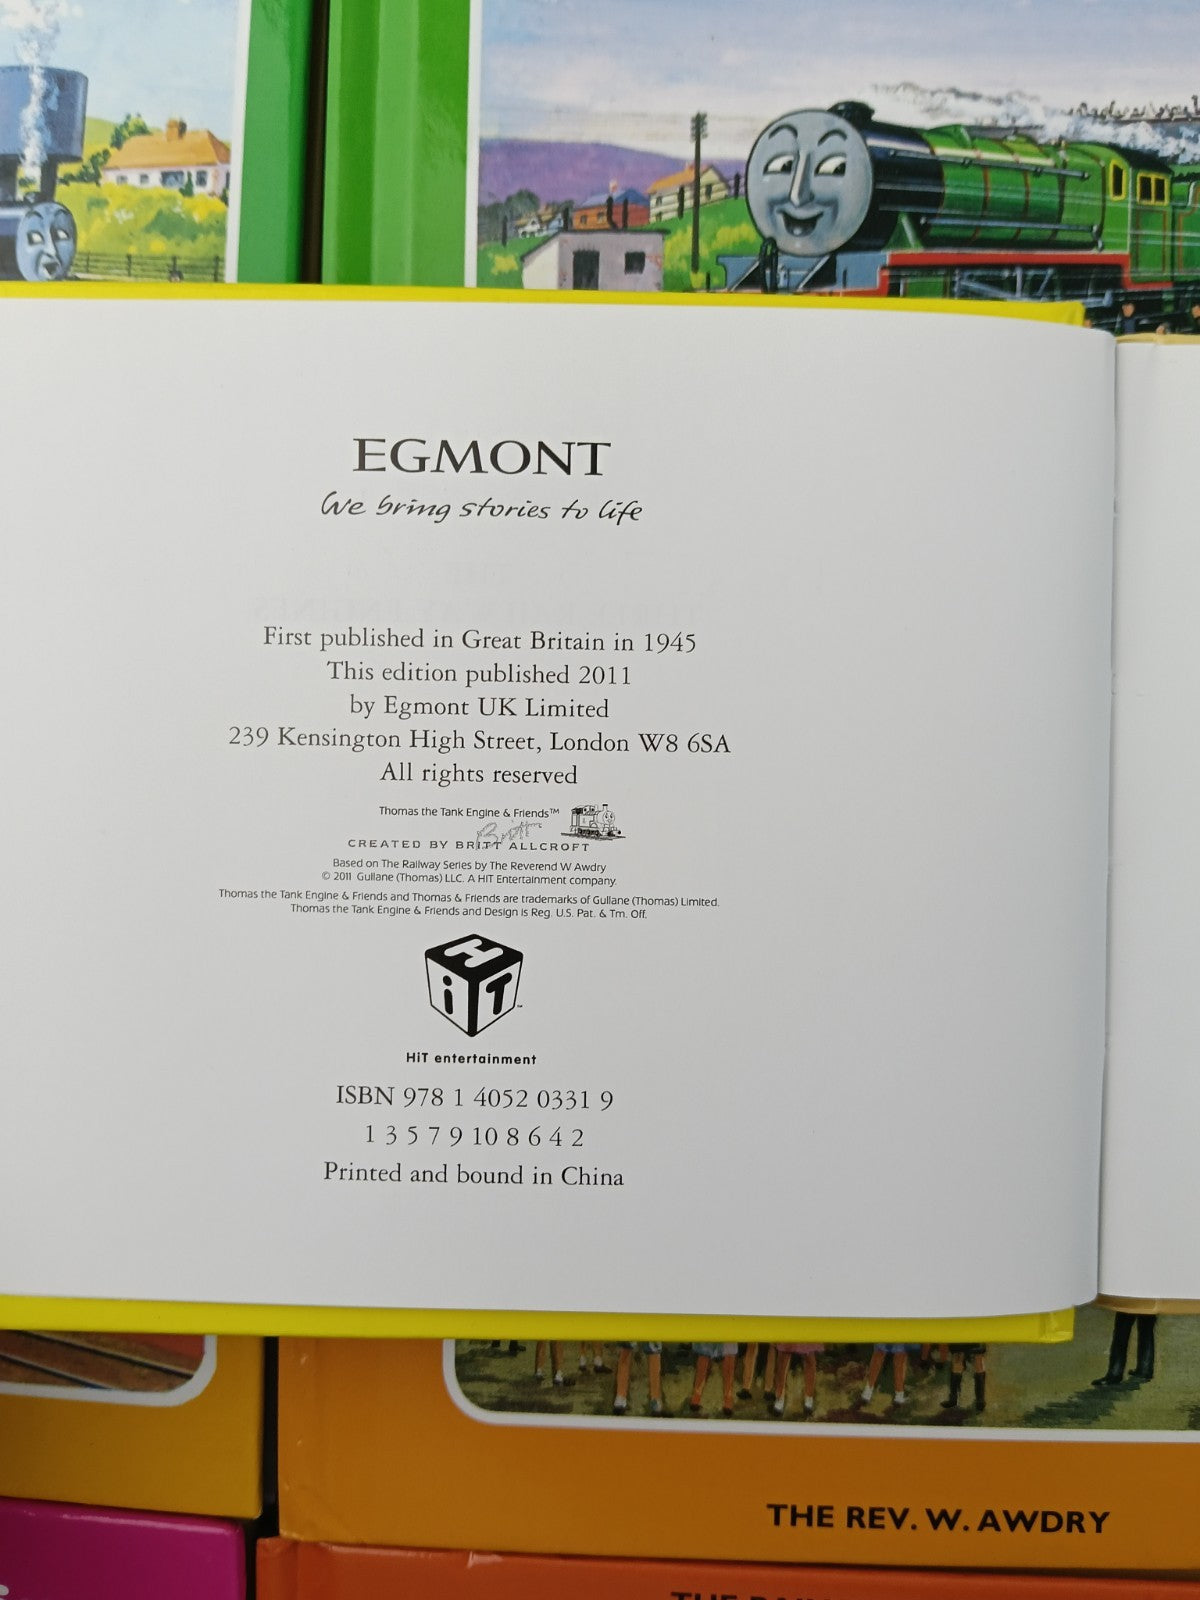 EGMONT
We bring stories to life
First published in Great Britain in 1945
This edition published 2011
by Egmont UK Limited
239 Kensington High Street, London W8 6SA
All rights reserved
Thomas the Tank Engine & Friends™
Britt
CREATED BY BRITT ALLCROFT
Based on The Railway Series by The Reverend W Awdry
© 2011 Gullane (Thomas) LLC. A HIT Entertainment company.
Thomas the Tank Engine & Friends and Thomas & Friends are trademarks of Gullane (Thomas) Limited.
Thomas the Tank Engine & Friends and Design is Reg. U.S. Pat. & Tm. Off.
HiT™
HiT entertainment
ISBN 978 1 4052 0331 9
1 3 5 7 9 10 8 6 4 2
Printed and bound in China
THE REV. W. AWDRY
THE